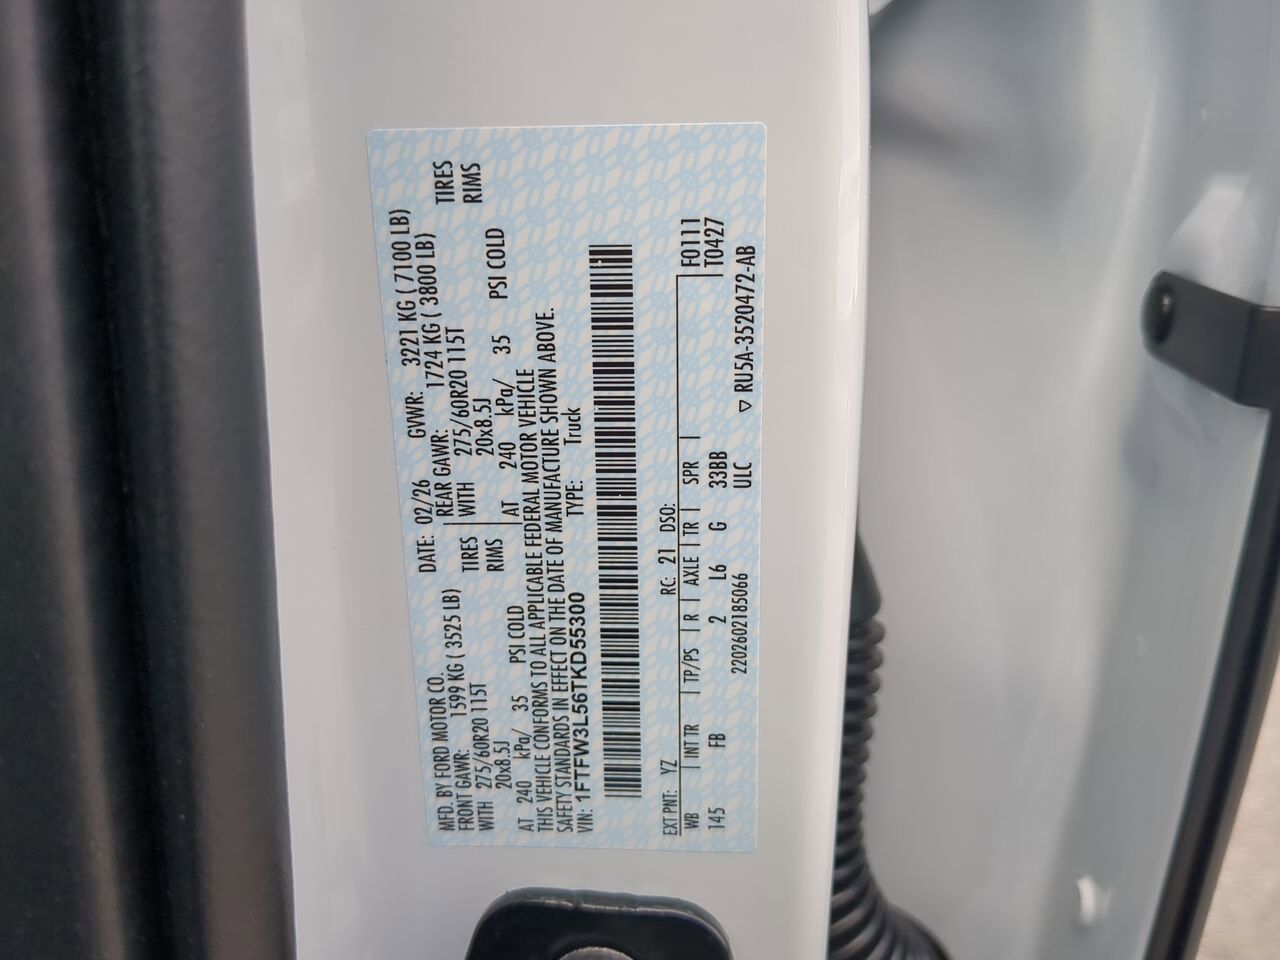 MFD. BY FORD MOTOR CO. DATE: 02/26 GVWR: 3221 KG ( 7100 LB)
FRONT GAWR: 1599 KG ( 3525 LB) REAR GAWR: 1724 KG ( 3800 LB)
WITH 275/60R20 115T TIRES WITH 275/60R20 115T TIRES
20x8.5J RIMS 20x8.5J RIMS
AT 240 kPa/ 35 PSI COLD AT 240 kPa/ 35 PSI COLD
THIS VEHICLE CONFORMS TO ALL APPLICABLE FEDERAL MOTOR VEHICLE
SAFETY STANDARDS IN EFFECT ON THE DATE OF MANUFACTURE SHOWN ABOVE.
VIN: 1FTFW3L56TKD55300 TYPE: Truck
EXT PNT: YZ RC: 21 DSO: F0111
WB INT TR TP/PS R AXLE TR SPR T0427
145 FB 2 L6 G 33BB
2202602185066 ULC ▽ RU5A-3520472-AB